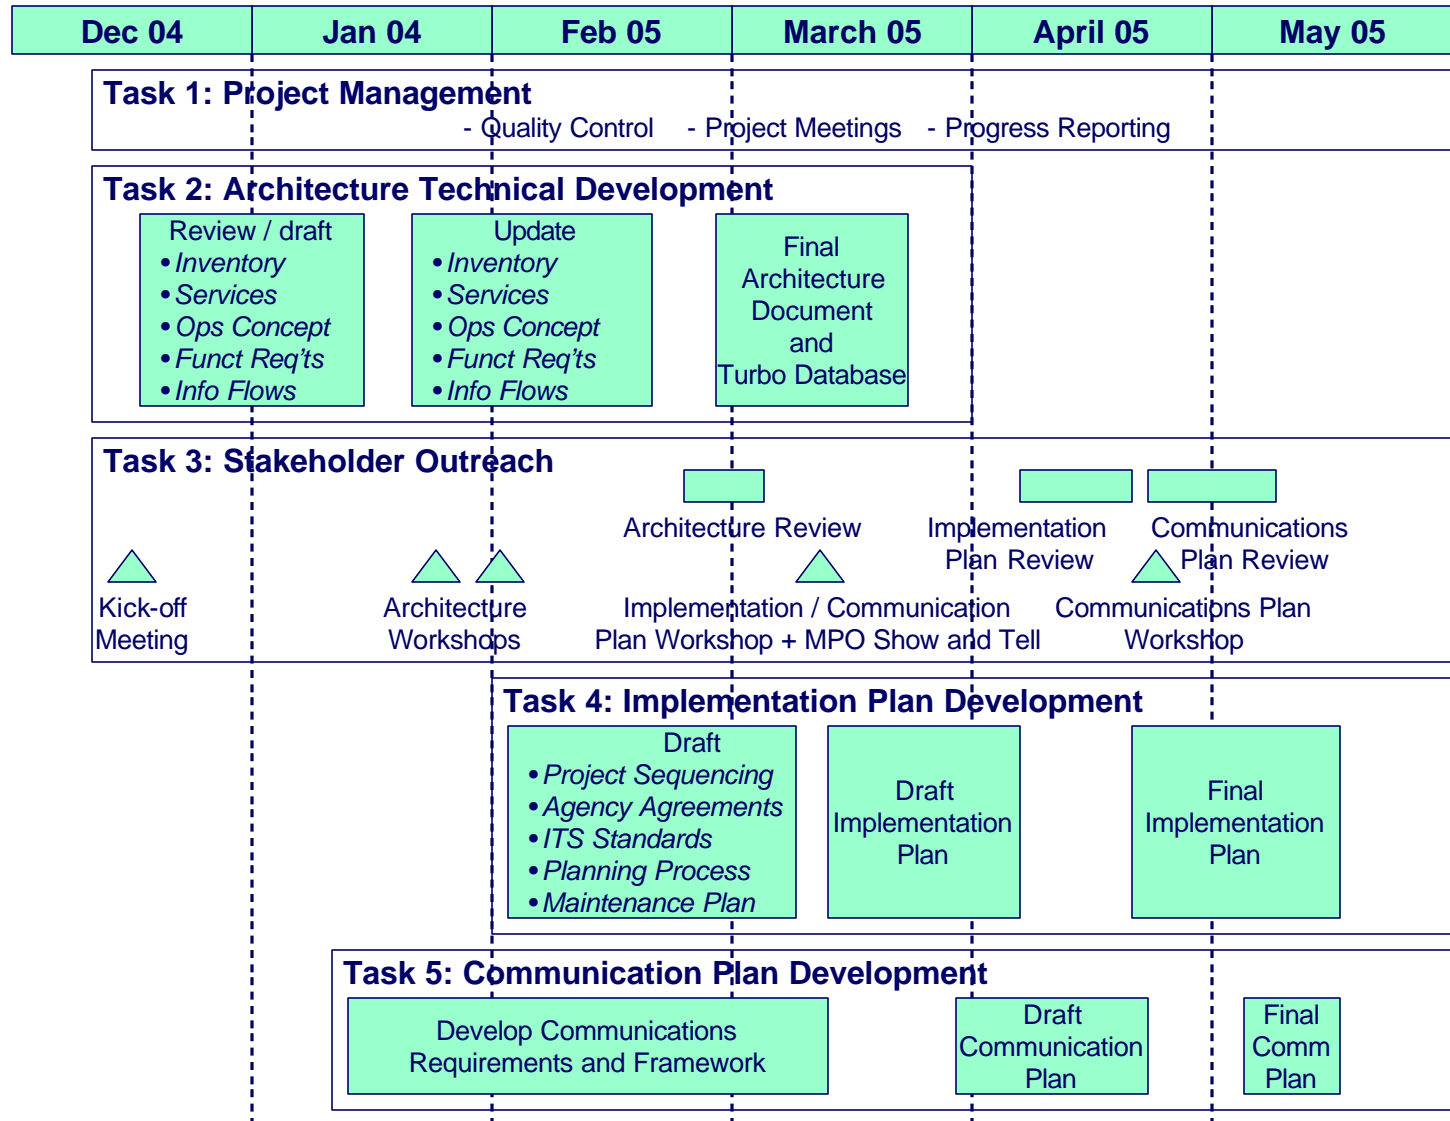 Dec 04 Jan 04 Feb 05 March 05 April 05 May 05
Task 1: Project Management
- Quality Control - Project Meetings - Progress Reporting
Task 2: Architecture Technical Development
Review / draft
• Inventory
• Services
• Ops Concept
• Funct Req’ts
• Info Flows
Update
• Inventory
• Services
• Ops Concept
• Funct Req’ts
• Info Flows
Final
Architecture
Document
and
Turbo Database
Task 3: Stakeholder Outreach
Architecture Review
Implementation
Plan Review
Communications
Plan Review
Kick-off
Meeting
Architecture
Workshops
Implementation / Communication
Plan Workshop + MPO Show and Tell
Communications Plan
Workshop
Task 4: Implementation Plan Development
Draft
• Project Sequencing
• Agency Agreements
• ITS Standards
• Planning Process
• Maintenance Plan
Draft
Implementation
Plan
Final
Implementation
Plan
Task 5: Communication Plan Development
Develop Communications
Requirements and Framework
Draft
Communication
Plan
Final
Comm
Plan